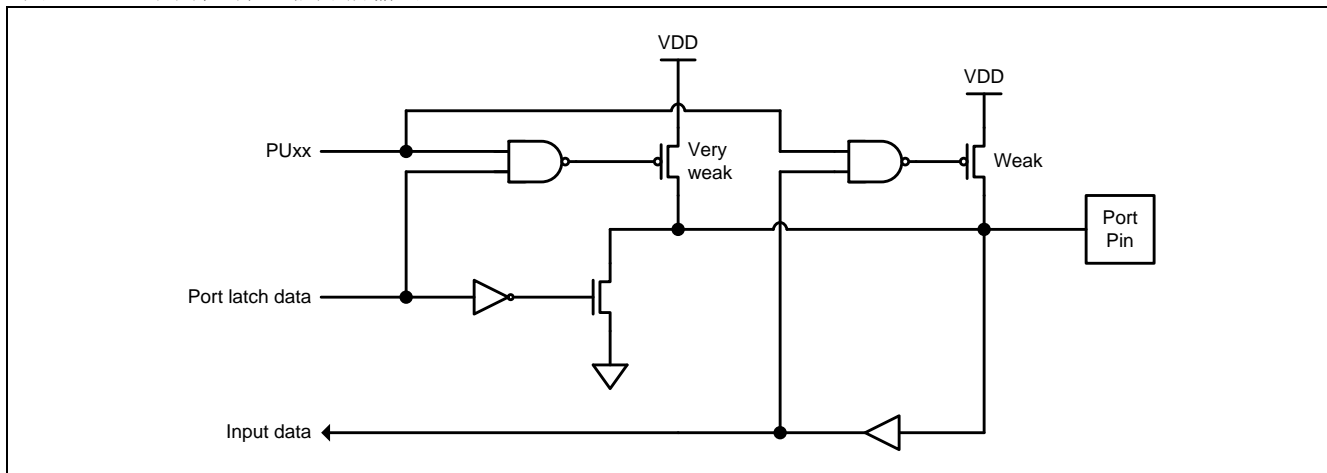 VDD
VDD
PUxx
Very
weak
Weak
Port
Pin
Port latch data
Input data